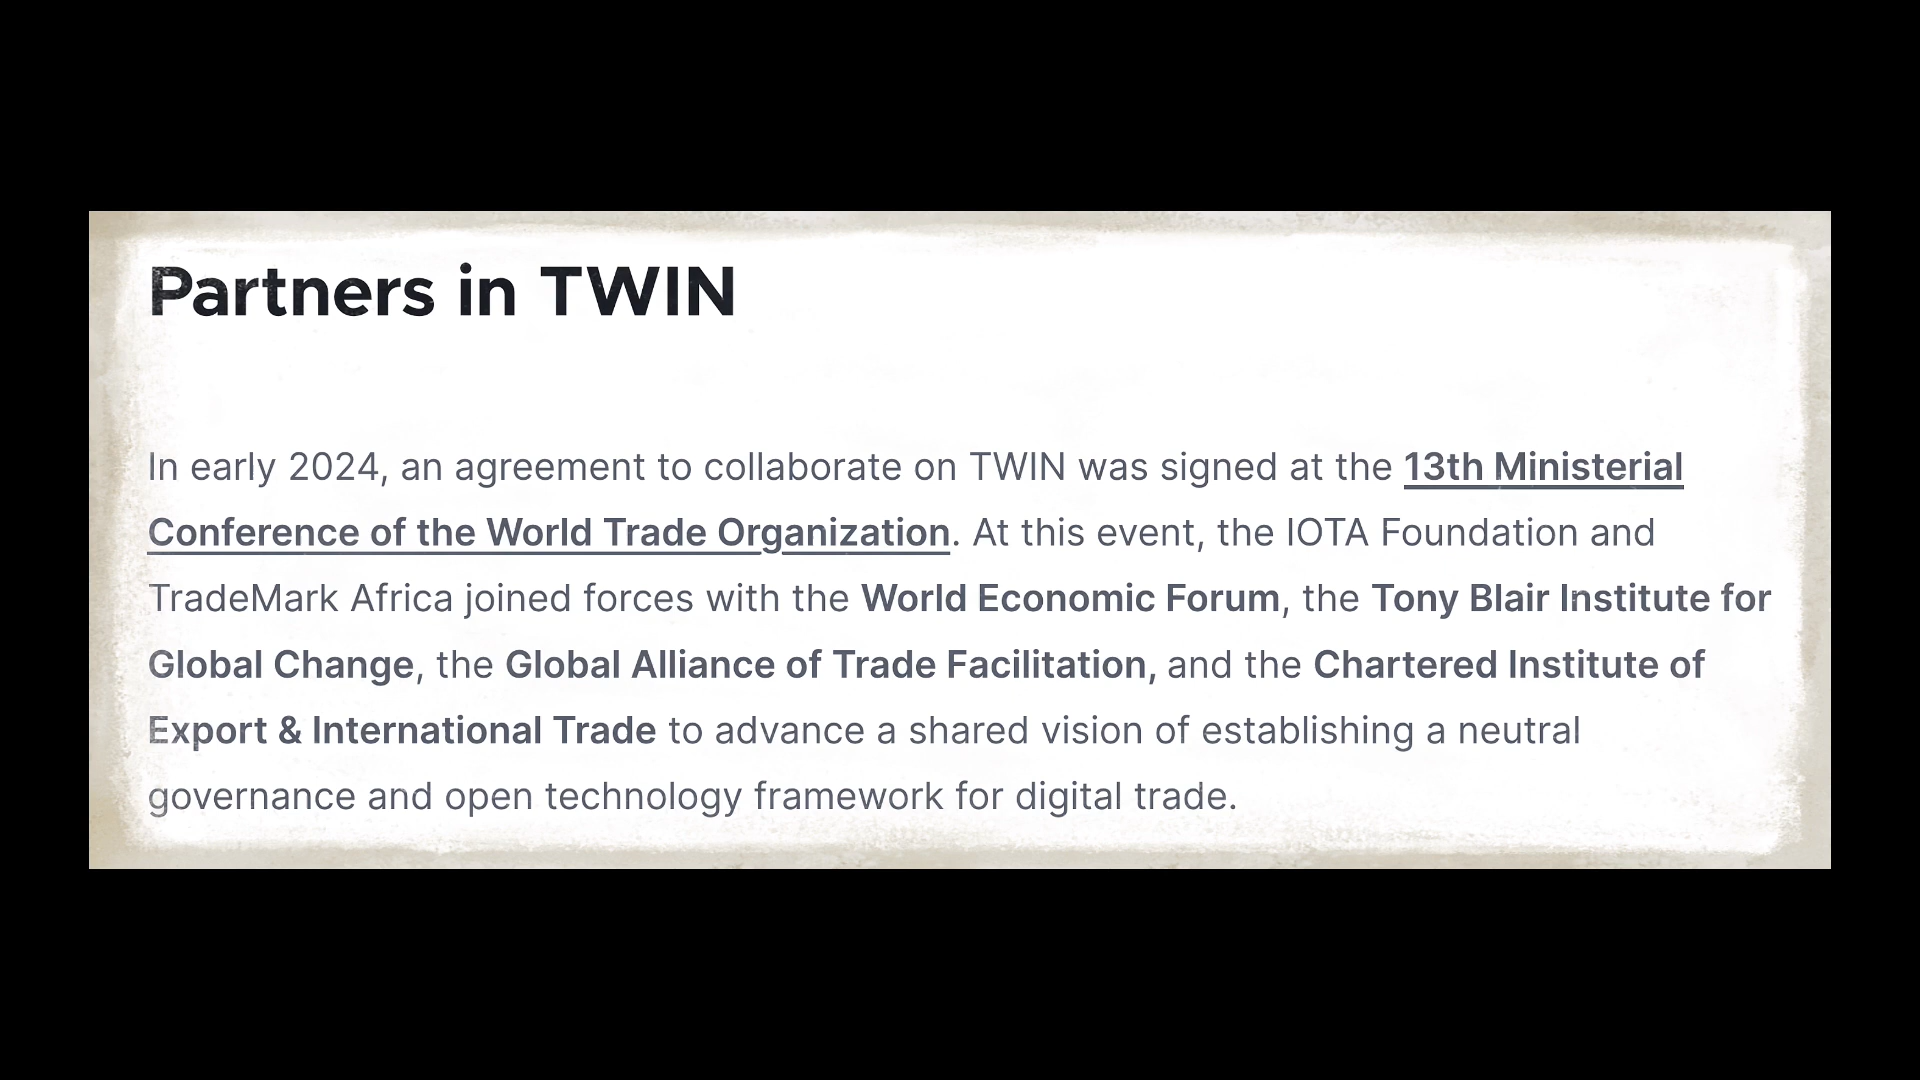 Partners in TWIN
In early 2024, an agreement to collaborate on TWIN was signed at the 13th Ministerial
Conference of the World Trade Organization. At this event, the IOTA Foundation and
TradeMark Africa joined forces with the World Economic Forum, the Tony Blair Institute for
Global Change, the Global Alliance of Trade Facilitation, and the Chartered Institute of
Export & International Trade to advance a shared vision of establishing a neutral
governance and open technology framework for digital trade.